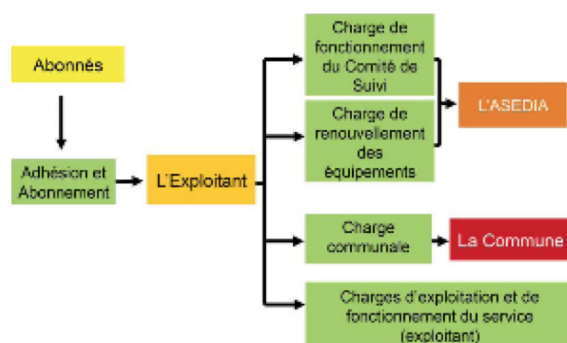 Abonnés
Adhésion et
Abonnement
L'Exploitant
Charge de
fonctionnement
du Comité de
Suivi
Charge de
renouvellement
des
équipements
L'ASEDIA
Charge
communale
La Commune
Charges d'exploitation et de
fonctionnement du service
(exploitant)